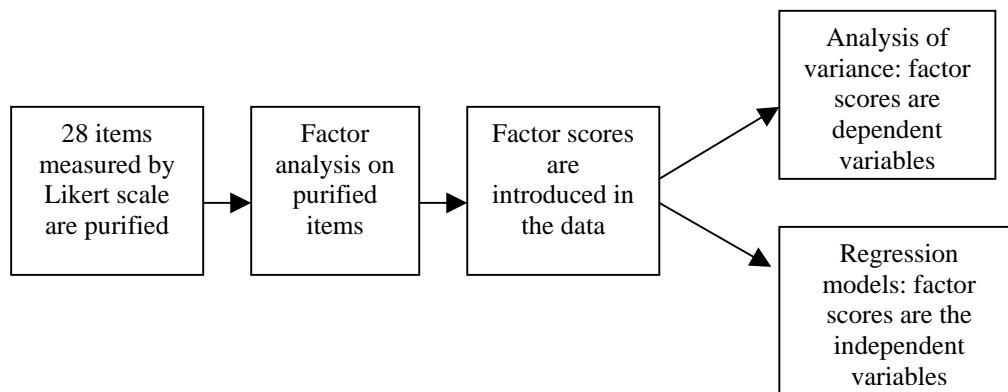 28 items
measured by
Likert scale
are purified
Factor
analysis on
purified
items
Factor scores
are
introduced in
the data
Analysis of
variance: factor
scores are
dependent
variables
Regression
models: factor
scores are the
independent
variables